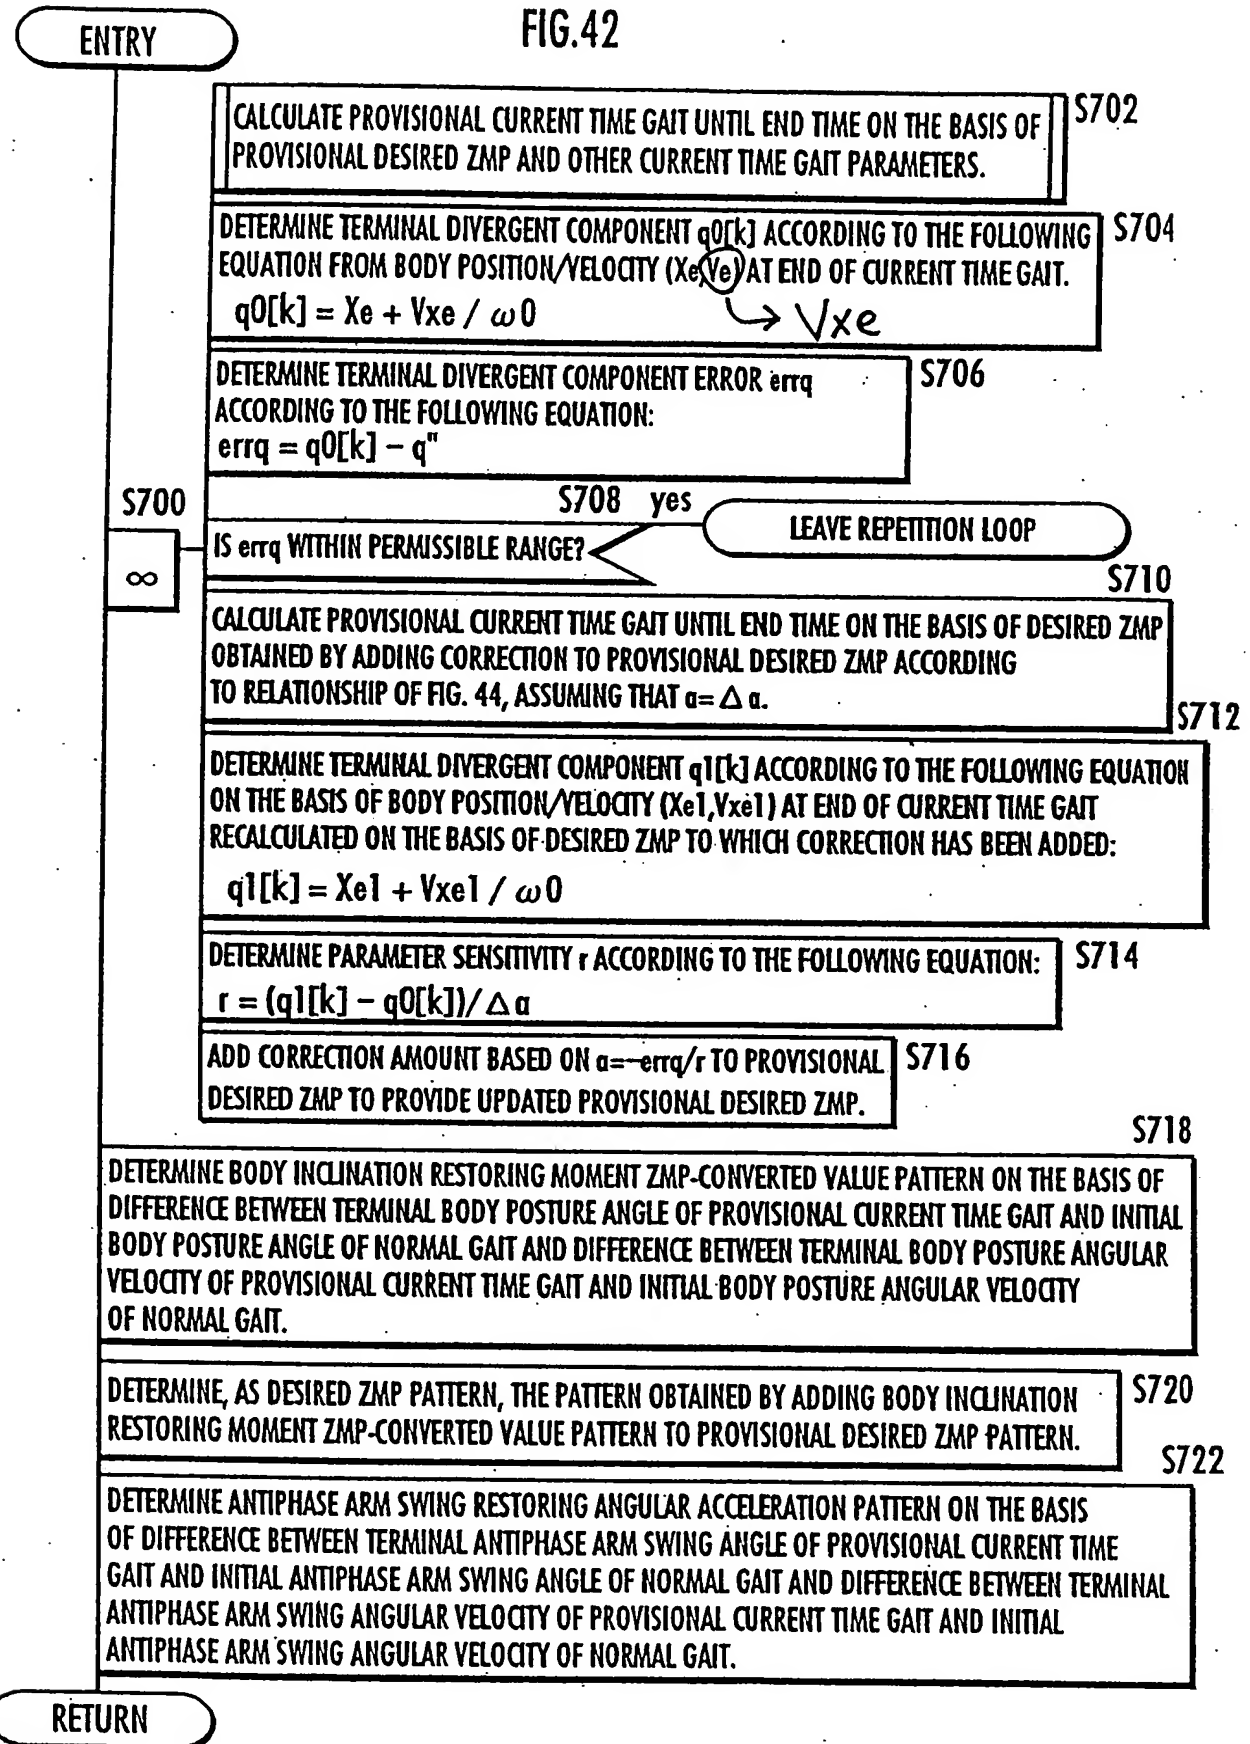 FIG.42
ENTRY
S702
CALCULATE PROVISIONAL CURRENT TIME GAIT UNTIL END TIME ON THE BASIS OF
PROVISIONAL DESIRED ZMP AND OTHER CURRENT TIME GAIT PARAMETERS.
S704
DETERMINE TERMINAL DIVERGENT COMPONENT q0[k] ACCORDING TO THE FOLLOWING
EQUATION FROM BODY POSITION/VELOCITY (Xe,Ve) AT END OF CURRENT TIME GAIT.
q0[k] = Xe + Vxe / ω0
→ Vxe
S706
DETERMINE TERMINAL DIVERGENT COMPONENT ERROR errq
ACCORDING TO THE FOLLOWING EQUATION:
errq = q0[k] − q"
S700
∞
S708 yes
IS errq WITHIN PERMISSIBLE RANGE?
LEAVE REPETITION LOOP
S710
CALCULATE PROVISIONAL CURRENT TIME GAIT UNTIL END TIME ON THE BASIS OF DESIRED ZMP
OBTAINED BY ADDING CORRECTION TO PROVISIONAL DESIRED ZMP ACCORDING
TO RELATIONSHIP OF FIG. 44, ASSUMING THAT a=Δa.
S712
DETERMINE TERMINAL DIVERGENT COMPONENT q1[k] ACCORDING TO THE FOLLOWING EQUATION
ON THE BASIS OF BODY POSITION/VELOCITY (Xe1,Vxe1) AT END OF CURRENT TIME GAIT
RECALCULATED ON THE BASIS OF DESIRED ZMP TO WHICH CORRECTION HAS BEEN ADDED:
q1[k] = Xe1 + Vxe1 / ω0
S714
DETERMINE PARAMETER SENSITIVITY r ACCORDING TO THE FOLLOWING EQUATION:
r = (q1[k] − q0[k])/Δa
S716
ADD CORRECTION AMOUNT BASED ON a=−errq/r TO PROVISIONAL
DESIRED ZMP TO PROVIDE UPDATED PROVISIONAL DESIRED ZMP.
S718
DETERMINE BODY INCLINATION RESTORING MOMENT ZMP-CONVERTED VALUE PATTERN ON THE BASIS OF
DIFFERENCE BETWEEN TERMINAL BODY POSTURE ANGLE OF PROVISIONAL CURRENT TIME GAIT AND INITIAL
BODY POSTURE ANGLE OF NORMAL GAIT AND DIFFERENCE BETWEEN TERMINAL BODY POSTURE ANGULAR
VELOCITY OF PROVISIONAL CURRENT TIME GAIT AND INITIAL BODY POSTURE ANGULAR VELOCITY
OF NORMAL GAIT.
S720
DETERMINE, AS DESIRED ZMP PATTERN, THE PATTERN OBTAINED BY ADDING BODY INCLINATION
RESTORING MOMENT ZMP-CONVERTED VALUE PATTERN TO PROVISIONAL DESIRED ZMP PATTERN.
S722
DETERMINE ANTIPHASE ARM SWING RESTORING ANGULAR ACCELERATION PATTERN ON THE BASIS
OF DIFFERENCE BETWEEN TERMINAL ANTIPHASE ARM SWING ANGLE OF PROVISIONAL CURRENT TIME
GAIT AND INITIAL ANTIPHASE ARM SWING ANGLE OF NORMAL GAIT AND DIFFERENCE BETWEEN TERMINAL
ANTIPHASE ARM SWING ANGULAR VELOCITY OF PROVISIONAL CURRENT TIME GAIT AND INITIAL
ANTIPHASE ARM SWING ANGULAR VELOCITY OF NORMAL GAIT.
RETURN